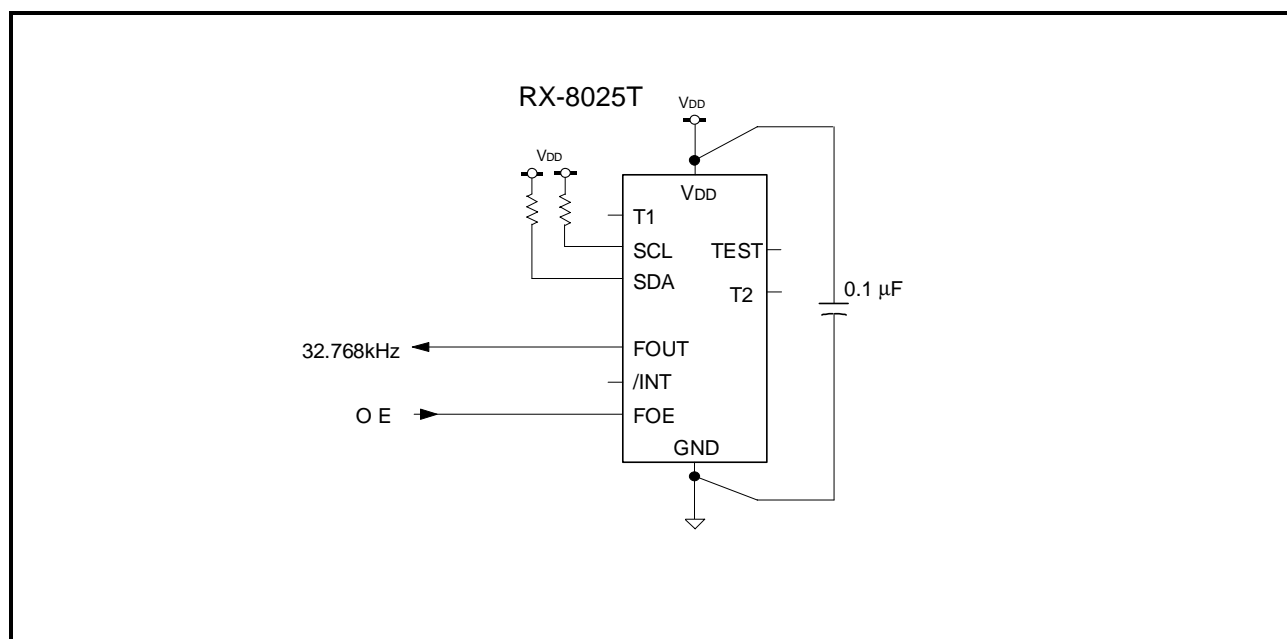 RX-8025T
VDD
VDD
VDD
T1
SCL
TEST
SDA
T2
0.1 µF
32.768kHz
FOUT
/INT
O E
FOE
GND